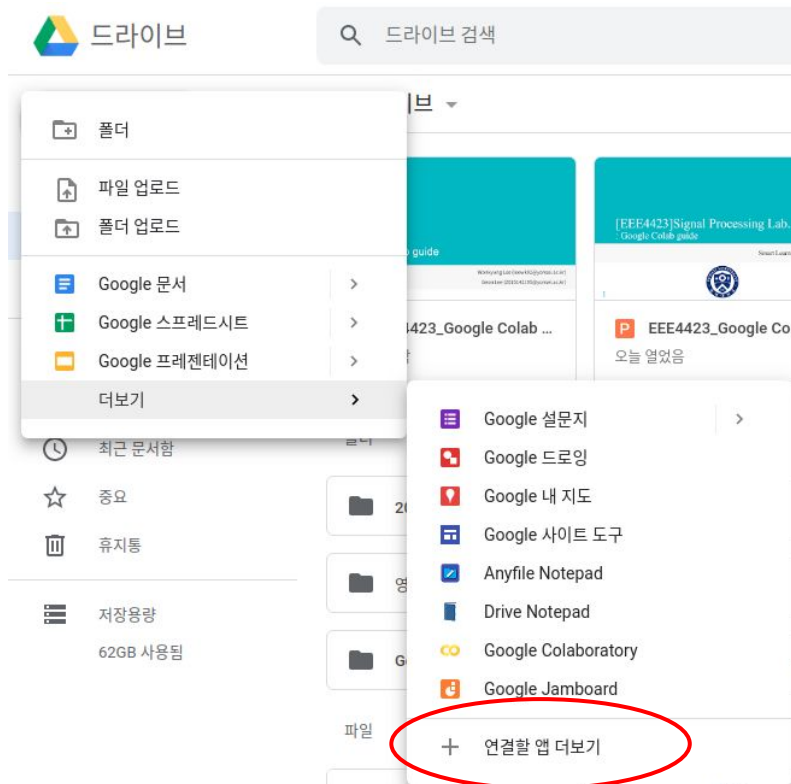 드라이브
드라이브 검색
이브
폴더
파일 업로드
폴더 업로드
Google 문서
Google 스프레드시트
Google 프레젠테이션
더보기
guide
[EEE4423]Signal Processing Lab.
Google Colab guide
4423_Google Colab ...
EEE4423_Google Co
오늘 열었음
Google 설문지
Google 드로잉
Google 내 지도
Google 사이트 도구
Anyfile Notepad
Drive Notepad
Google Colaboratory
Google Jamboard
연결할 앱 더보기
최근 문서함
중요
휴지통
저장용량
62GB 사용됨
20
영
G
파일